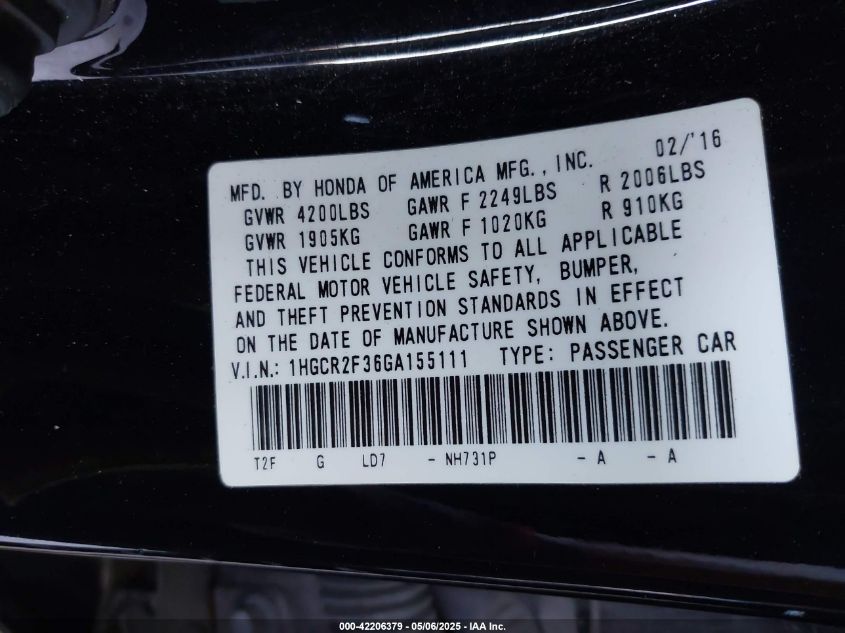 02/'16
MFD. BY HONDA OF AMERICA MFG., INC.
GVWR 4200LBS GAWR F 2249LBS R 2006LBS
GVWR 1905KG GAWR F 1020KG R 910KG
THIS VEHICLE CONFORMS TO ALL APPLICABLE
FEDERAL MOTOR VEHICLE SAFETY, BUMPER,
AND THEFT PREVENTION STANDARDS IN EFFECT
ON THE DATE OF MANUFACTURE SHOWN ABOVE.
V.I.N.: 1HGCR2F36GA155111 TYPE: PASSENGER CAR
T2F G LD7 - NH731P - A - A
000-42206379 - 05/06/2025 - IAA Inc.